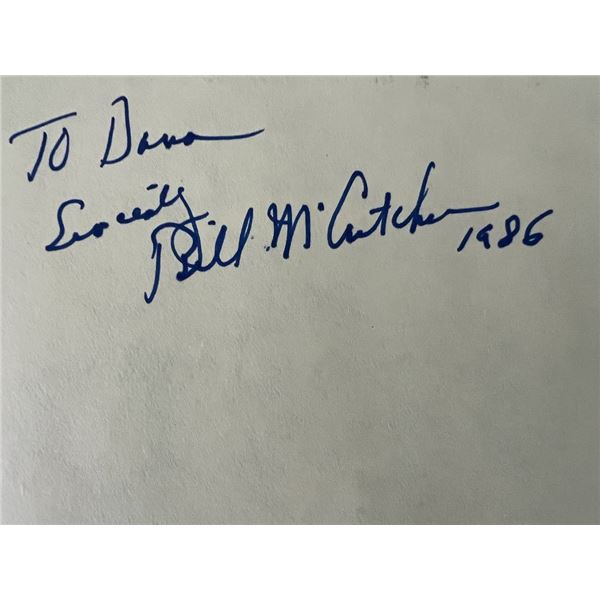 To Dana
Sincerely
Bill McCutcheon 1986